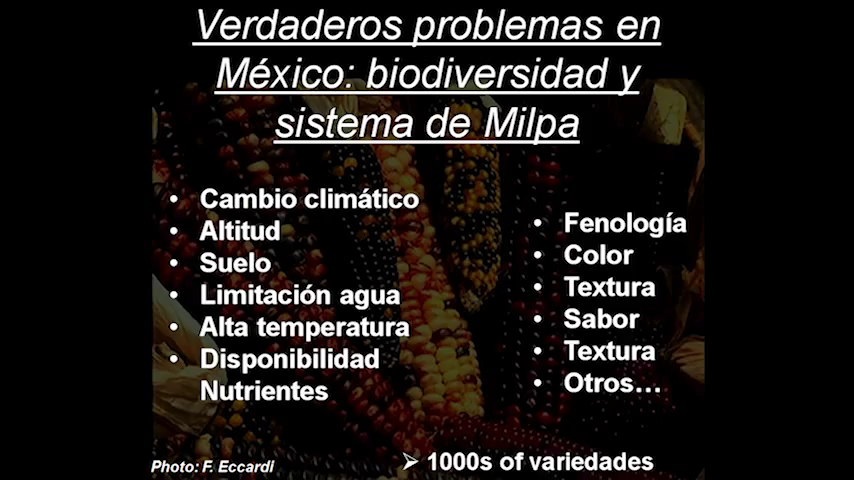 Verdaderos problemas en
México: biodiversidad y
sistema de Milpa
• Cambio climático
• Altitud
• Suelo
• Limitación agua
• Alta temperatura
• Disponibilidad
Nutrientes
• Fenología
• Color
• Textura
• Sabor
• Textura
• Otros…
➢ 1000s of variedades
Photo: F. Eccardi